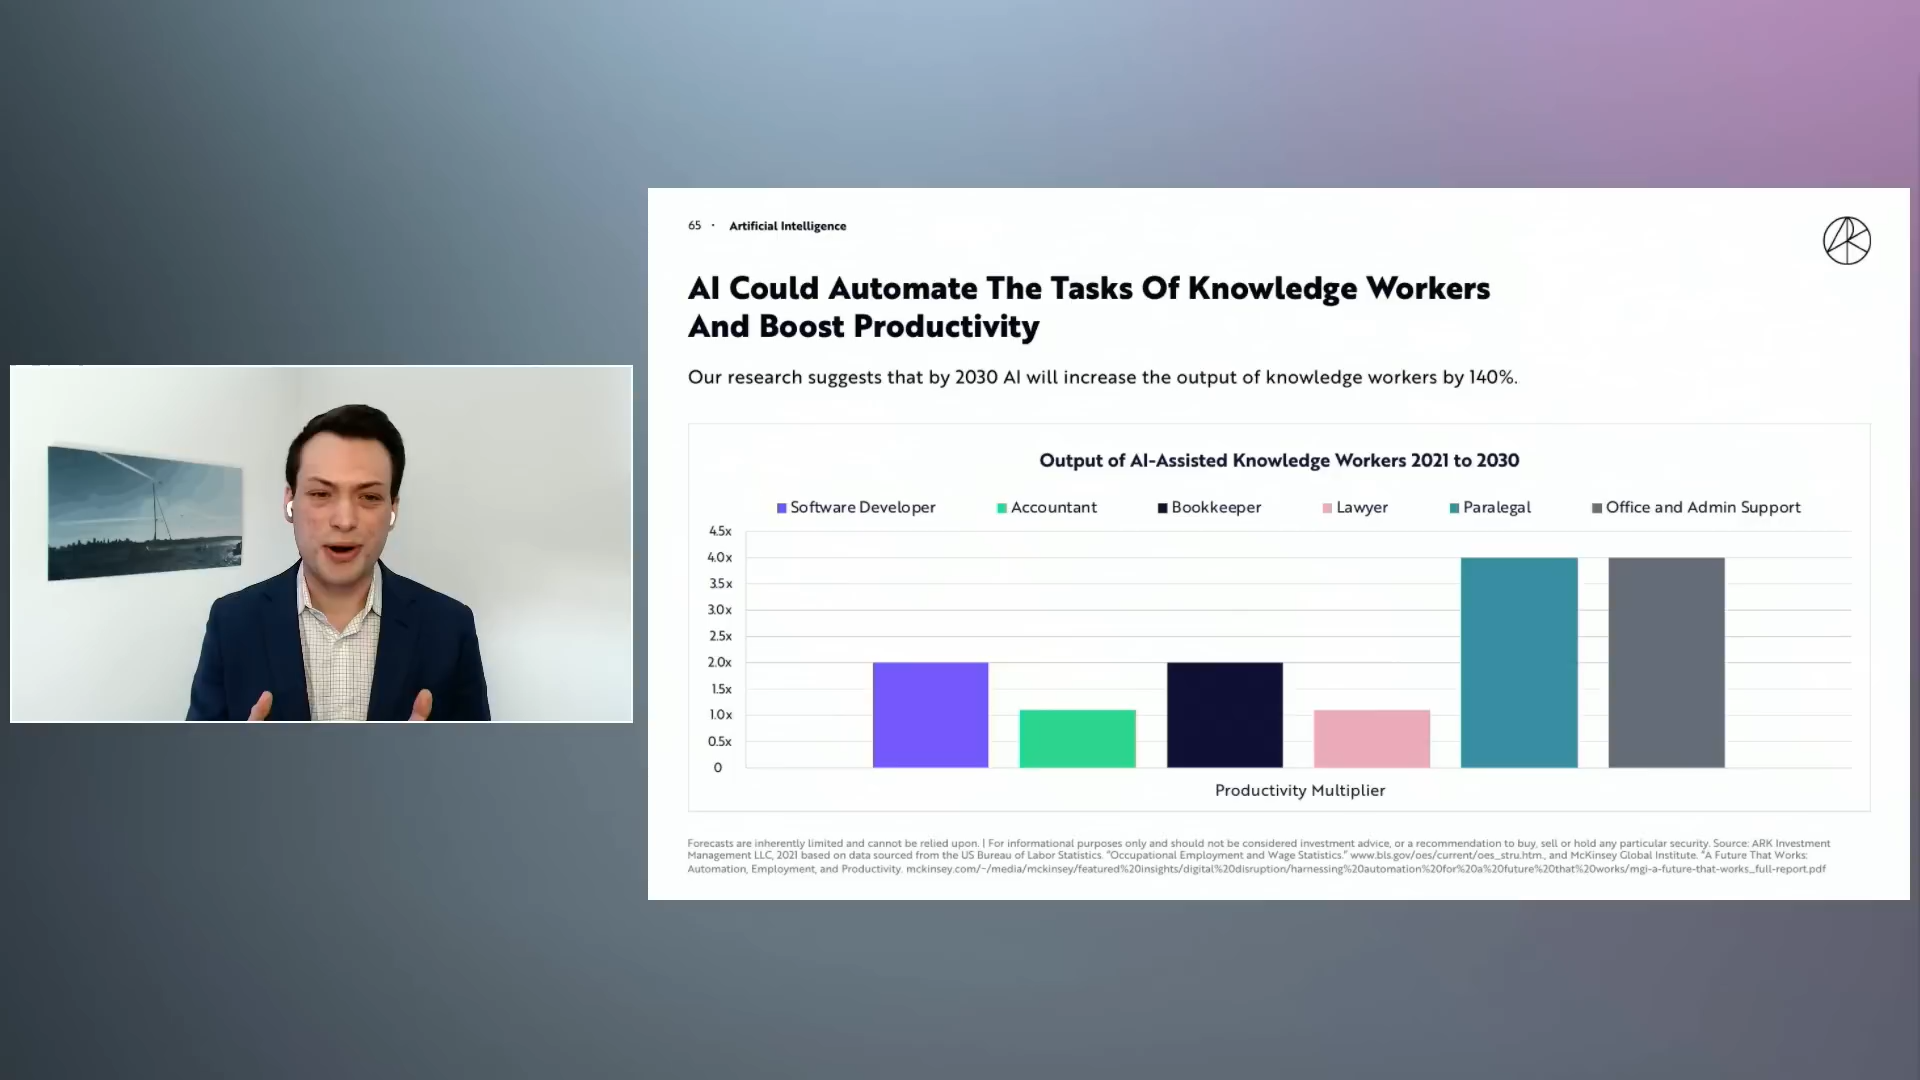 65 · Artificial Intelligence
AI Could Automate The Tasks Of Knowledge Workers
And Boost Productivity
Our research suggests that by 2030 AI will increase the output of knowledge workers by 140%.
Output of AI-Assisted Knowledge Workers 2021 to 2030
Software Developer Accountant Bookkeeper Lawyer Paralegal Office and Admin Support
4.5x
4.0x
3.5x
3.0x
2.5x
2.0x
1.5x
1.0x
0.5x
0
Productivity Multiplier
Forecasts are inherently limited and cannot be relied upon. | For informational purposes only and should not be considered investment advice, or a recommendation to buy, sell or hold any particular security. Source: ARK Investment
Management LLC, 2021 based on data sourced from the US Bureau of Labor Statistics. "Occupational Employment and Wage Statistics." www.bls.gov/oes/current/oes_stru.htm., and McKinsey Global Institute. "A Future That Works:
Automation, Employment, and Productivity. mckinsey.com/~/media/mckinsey/featured%20insights/digital%20disruption/harnessing%20automation%20for%20a%20future%20that%20works/mgi-a-future-that-works_full-report.pdf